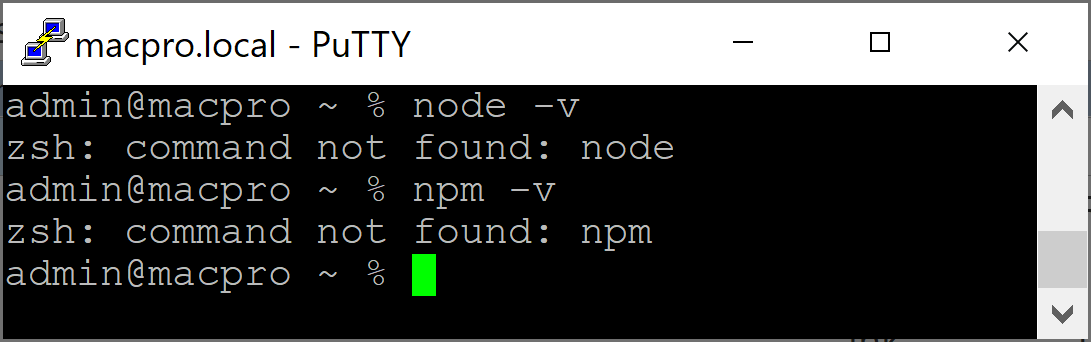 macpro.local - PuTTY
admin@macpro ~ % node -v
zsh: command not found: node
admin@macpro ~ % npm -v
zsh: command not found: npm
admin@macpro ~ %